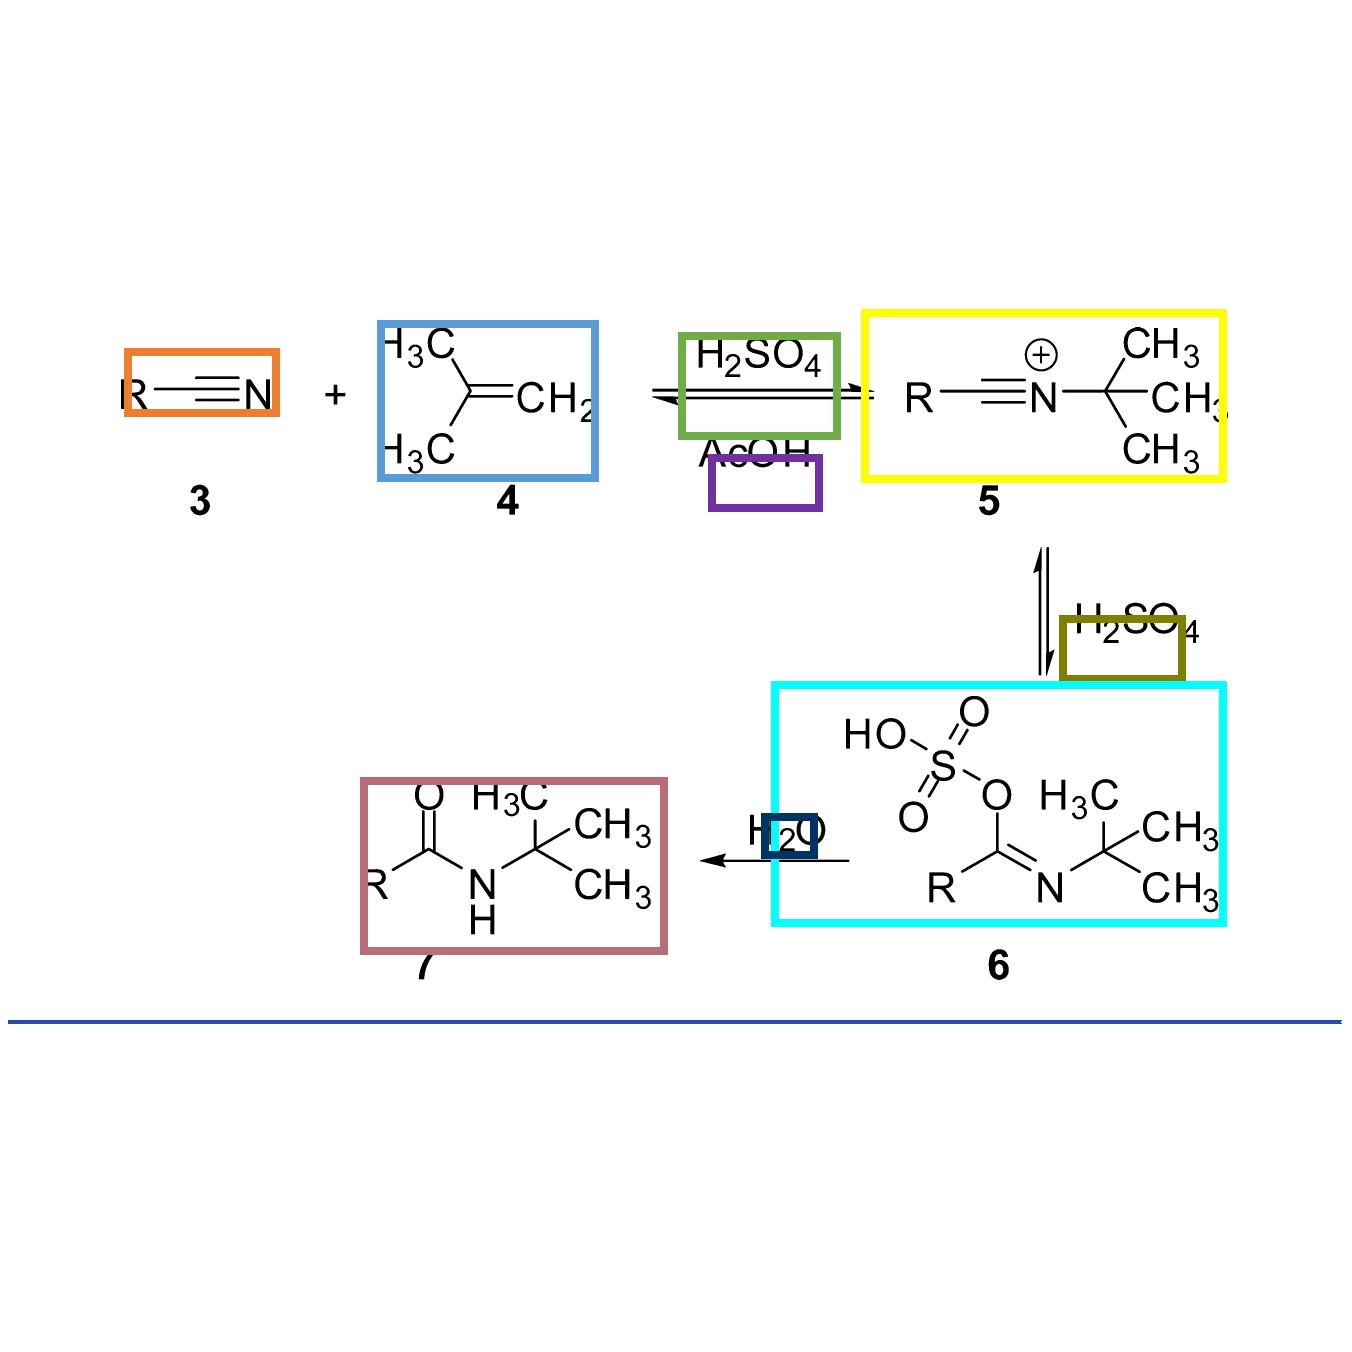 R N + H3C H3C CH2 H2SO4 AcOH R N + CH3 CH3 CH3
3 4 5
H2SO4
O H3C CH3 CH3 R N H
H2O
HO S O O O H3C CH3 CH3 R N
7 6